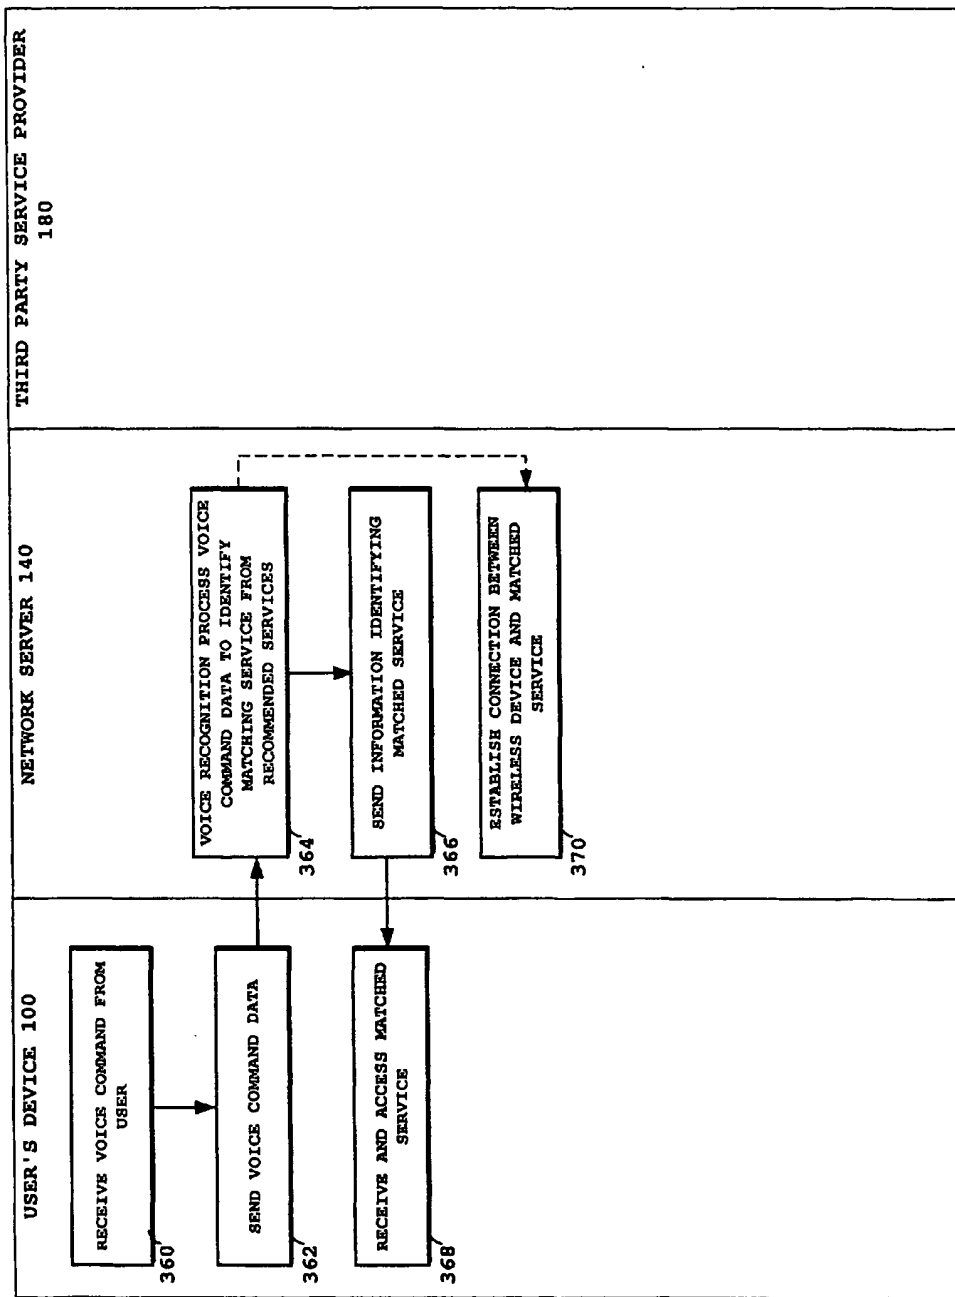 USER'S DEVICE 100
RECEIVE VOICE COMMAND FROM
USER
360
SEND VOICE COMMAND DATA
362
RECEIVE AND ACCESS MATCHED
SERVICE
368
NETWORK SERVER 140
VOICE RECOGNITION PROCESS VOICE
COMMAND DATA TO IDENTIFY
MATCHING SERVICE FROM
RECOMMENDED SERVICES
364
SEND INFORMATION IDENTIFYING
MATCHED SERVICE
366
ESTABLISH CONNECTION BETWEEN
WIRELESS DEVICE AND MATCHED
SERVICE
370
THIRD PARTY SERVICE PROVIDER
180